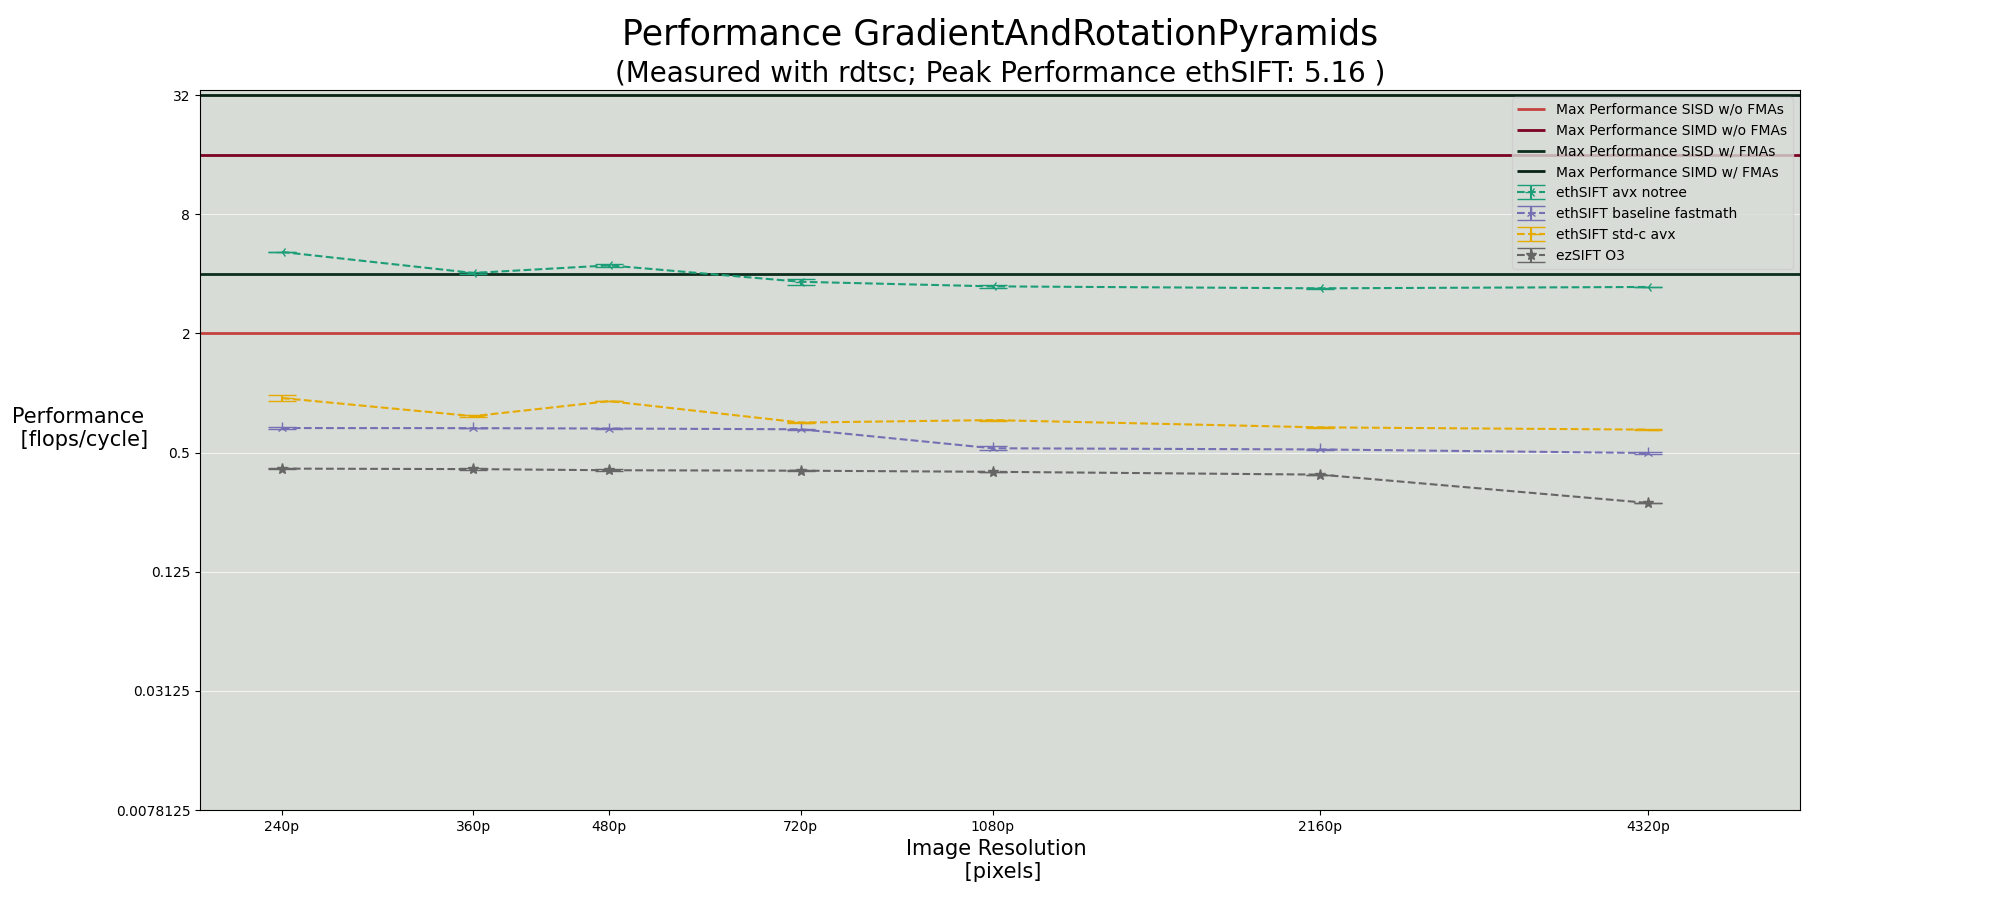 Performance GradientAndRotationPyramids
(Measured with rdtsc; Peak Performance ethSIFT: 5.16 )
32
8
2
0.5
0.125
0.03125
0.0078125
Performance
[flops/cycle]
Max Performance SISD w/o FMAs
Max Performance SIMD w/o FMAs
Max Performance SISD w/ FMAs
Max Performance SIMD w/ FMAs
ethSIFT avx notree
ethSIFT baseline fastmath
ethSIFT std-c avx
ezSIFT O3
240p 360p 480p 720p 1080p 2160p 4320p
Image Resolution
[pixels]